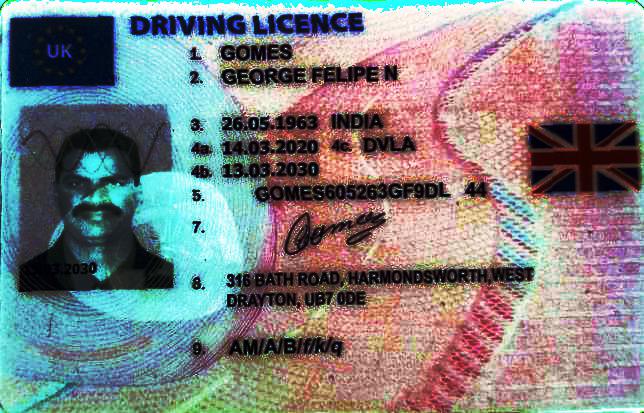 DRIVING LICENCE
UK
1. GOMES
2. GEORGE FELIPE N
3. 26.05.1963 INDIA
4a. 14.03.2020 4c. DVLA
4b. 13.03.2030
5. GOMES605263GF9DL 44
7. Gomes
03.2030
8. 316 BATH ROAD, HARMONDSWORTH, WEST
DRAYTON, UB7 0DE
9. AM/A/B/f/k/q